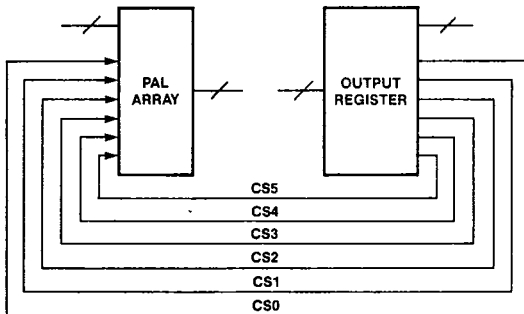 PAL
ARRAY
OUTPUT
REGISTER
CS5
CS4
CS3
CS2
CS1
CS0